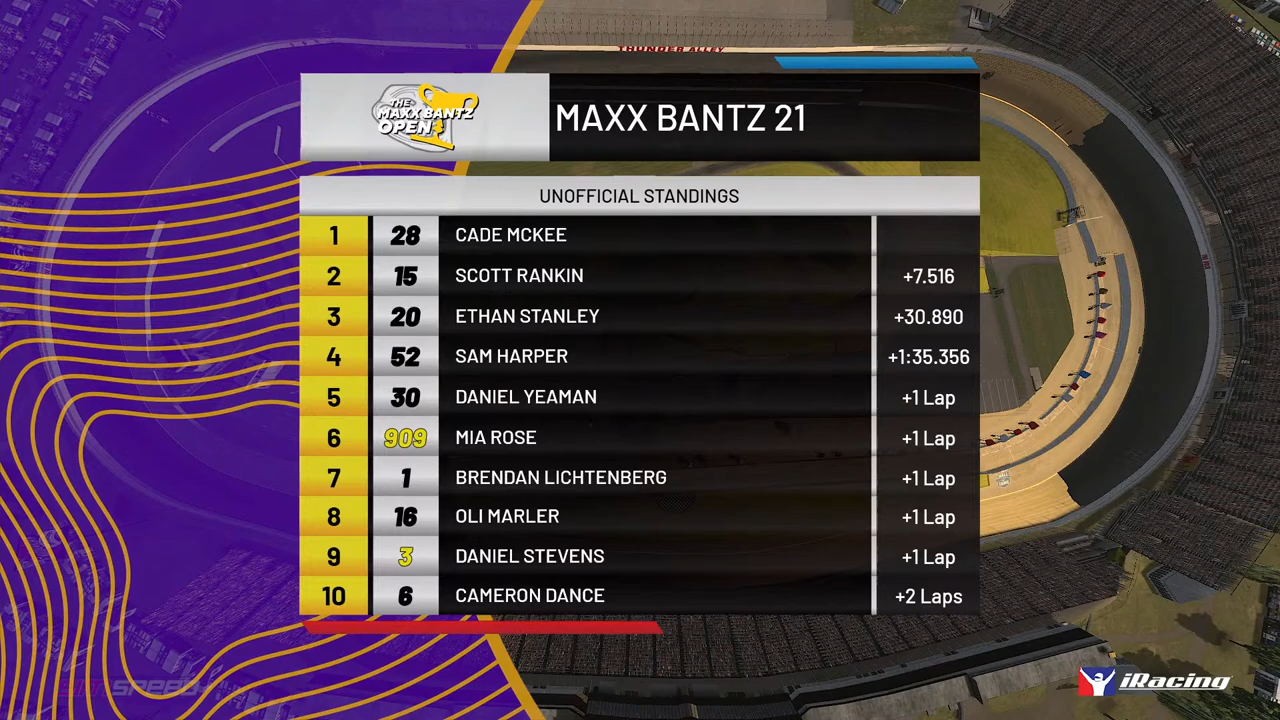 THUNDER ALLEY
THE
MAXX BANTZ
OPEN
MAXX BANTZ 21
UNOFFICIAL STANDINGS
1 28 CADE MCKEE
2 15 SCOTT RANKIN +7.516
3 20 ETHAN STANLEY +30.890
4 52 SAM HARPER +1:35.356
5 30 DANIEL YEAMAN +1 Lap
6 909 MIA ROSE +1 Lap
7 1 BRENDAN LICHTENBERG +1 Lap
8 16 OLI MARLER +1 Lap
9 3 DANIEL STEVENS +1 Lap
10 6 CAMERON DANCE +2 Laps
iRacing